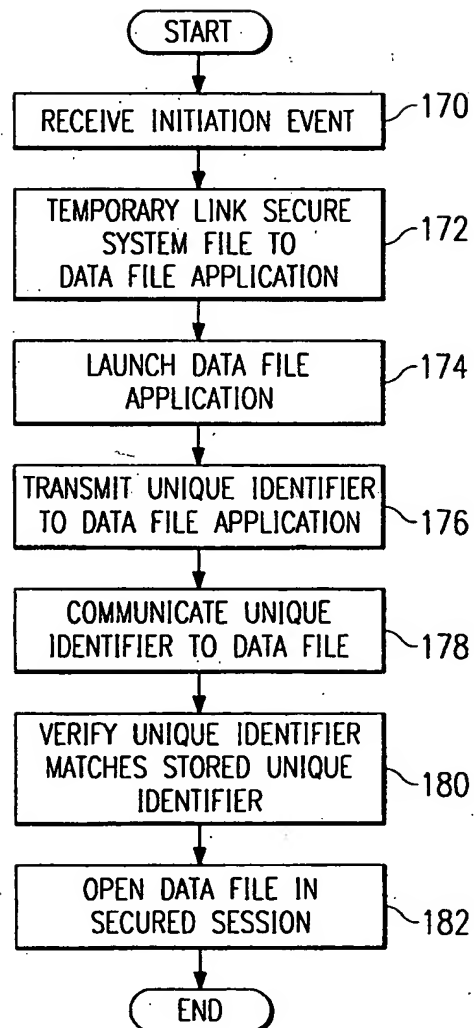 START
RECEIVE INITIATION EVENT
170
TEMPORARY LINK SECURE
SYSTEM FILE TO
DATA FILE APPLICATION
172
LAUNCH DATA FILE
APPLICATION
174
TRANSMIT UNIQUE IDENTIFIER
TO DATA FILE APPLICATION
176
COMMUNICATE UNIQUE
IDENTIFIER TO DATA FILE
178
VERIFY UNIQUE IDENTIFIER
MATCHES STORED UNIQUE
IDENTIFIER
180
OPEN DATA FILE IN
SECURED SESSION
182
END